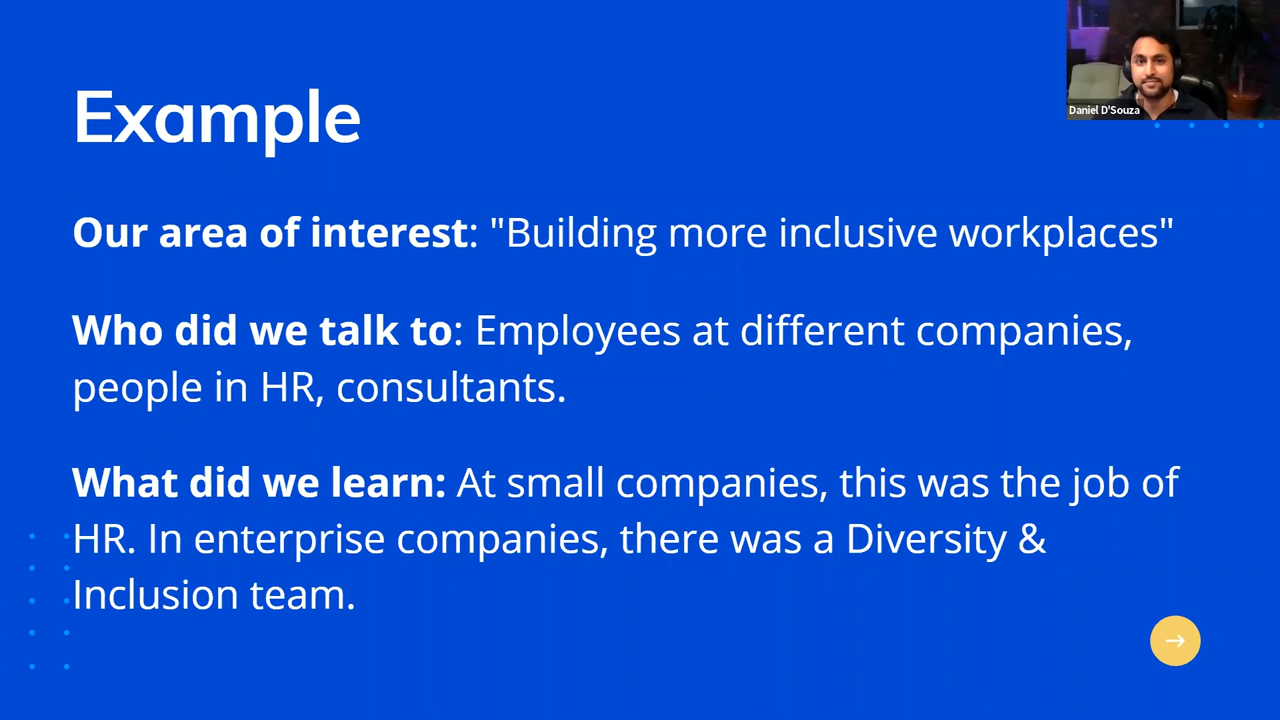 Example
Daniel D'Souza
Our area of interest: "Building more inclusive workplaces"
Who did we talk to: Employees at different companies,
people in HR, consultants.
What did we learn: At small companies, this was the job of
HR. In enterprise companies, there was a Diversity &
Inclusion team.